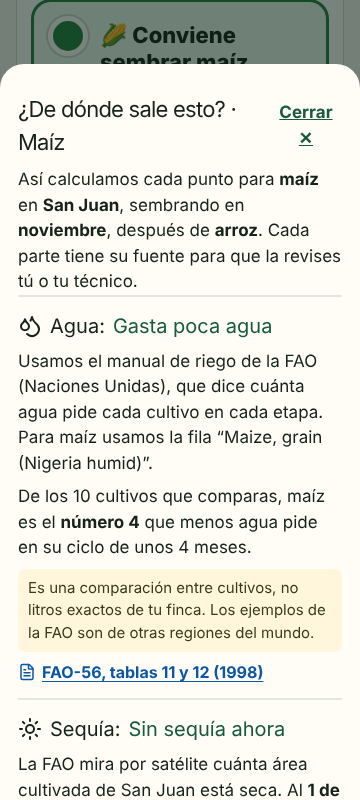 🌽 Conviene
sembrar maíz
¿De dónde sale esto? ·
Maíz
Cerrar
✕
Así calculamos cada punto para maíz
en San Juan, sembrando en
noviembre, después de arroz. Cada
parte tiene su fuente para que la revises
tú o tu técnico.
Agua: Gasta poca agua
Usamos el manual de riego de la FAO
(Naciones Unidas), que dice cuánta
agua pide cada cultivo en cada etapa.
Para maíz usamos la fila “Maize, grain
(Nigeria humid)”.
De los 10 cultivos que comparas, maíz
es el número 4 que menos agua pide
en su ciclo de unos 4 meses.
Es una comparación entre cultivos, no
litros exactos de tu finca. Los ejemplos de
la FAO son de otras regiones del mundo.
FAO-56, tablas 11 y 12 (1998)
Sequía: Sin sequía ahora
La FAO mira por satélite cuánta área
cultivada de San Juan está seca. Al 1 de